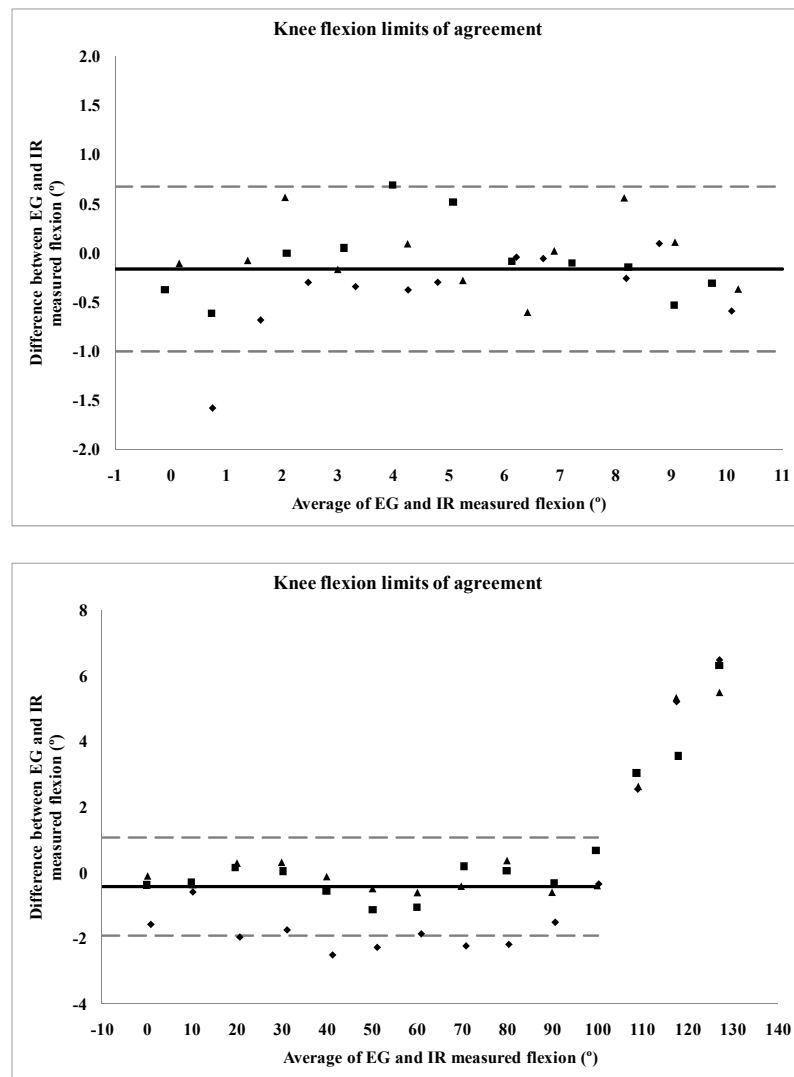 Knee flexion limits of agreement
Difference between EG and IR
measured flexion (º)
2.0
1.0
0.5
0.0
-0.5
-1.0
-1.5
-2.0
-1 0 1 2 3 4 5 6 7 8 9 10 11
Average of EG and IR measured flexion (º)
Knee flexion limits of agreement
Difference between EG and IR
measured flexion (º)
8
6
4
2
0
-2
-4
-10 0 10 20 30 40 50 60 70 80 90 100 110 120 130 140
Average of EG and IR measured flexion (º)